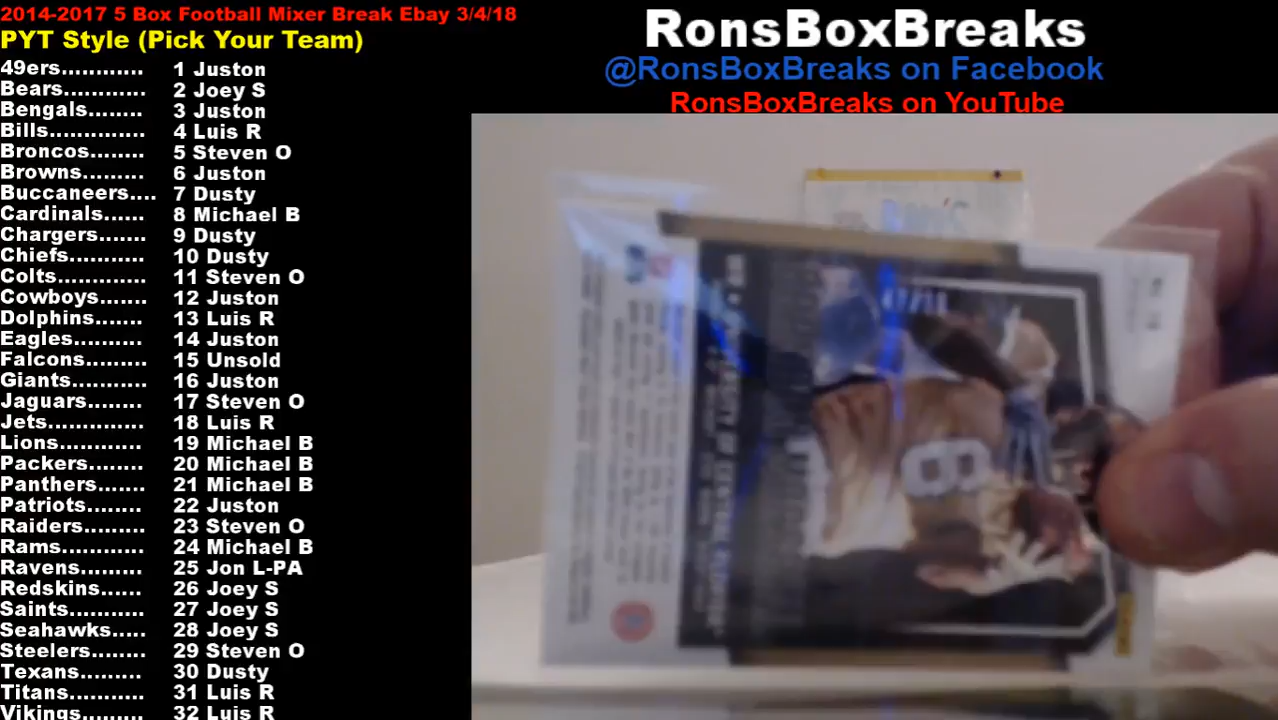 2014-2017 5 Box Football Mixer Break Ebay 3/4/18
PYT Style (Pick Your Team)
49ers............ 1 Juston
Bears........... 2 Joey S
Bengals........ 3 Juston
Bills............. 4 Luis R
Broncos........ 5 Steven O
Browns......... 6 Juston
Buccaneers.... 7 Dusty
Cardinals...... 8 Michael B
Chargers....... 9 Dusty
Chiefs........... 10 Dusty
Colts............ 11 Steven O
Cowboys....... 12 Juston
Dolphins........ 13 Luis R
Eagles.......... 14 Juston
Falcons......... 15 Unsold
Giants........... 16 Juston
Jaguars........ 17 Steven O
Jets............. 18 Luis R
Lions............ 19 Michael B
Packers........ 20 Michael B
Panthers....... 21 Michael B
Patriots......... 22 Juston
Raiders......... 23 Steven O
Rams............ 24 Michael B
Ravens......... 25 Jon L-PA
Redskins...... 26 Joey S
Saints........... 27 Joey S
Seahawks..... 28 Joey S
Steelers........ 29 Steven O
Texans......... 30 Dusty
Titans........... 31 Luis R
Vikings.......... 32 Luis R
RonsBoxBreaks
@RonsBoxBreaks on Facebook
RonsBoxBreaks on YouTube
8